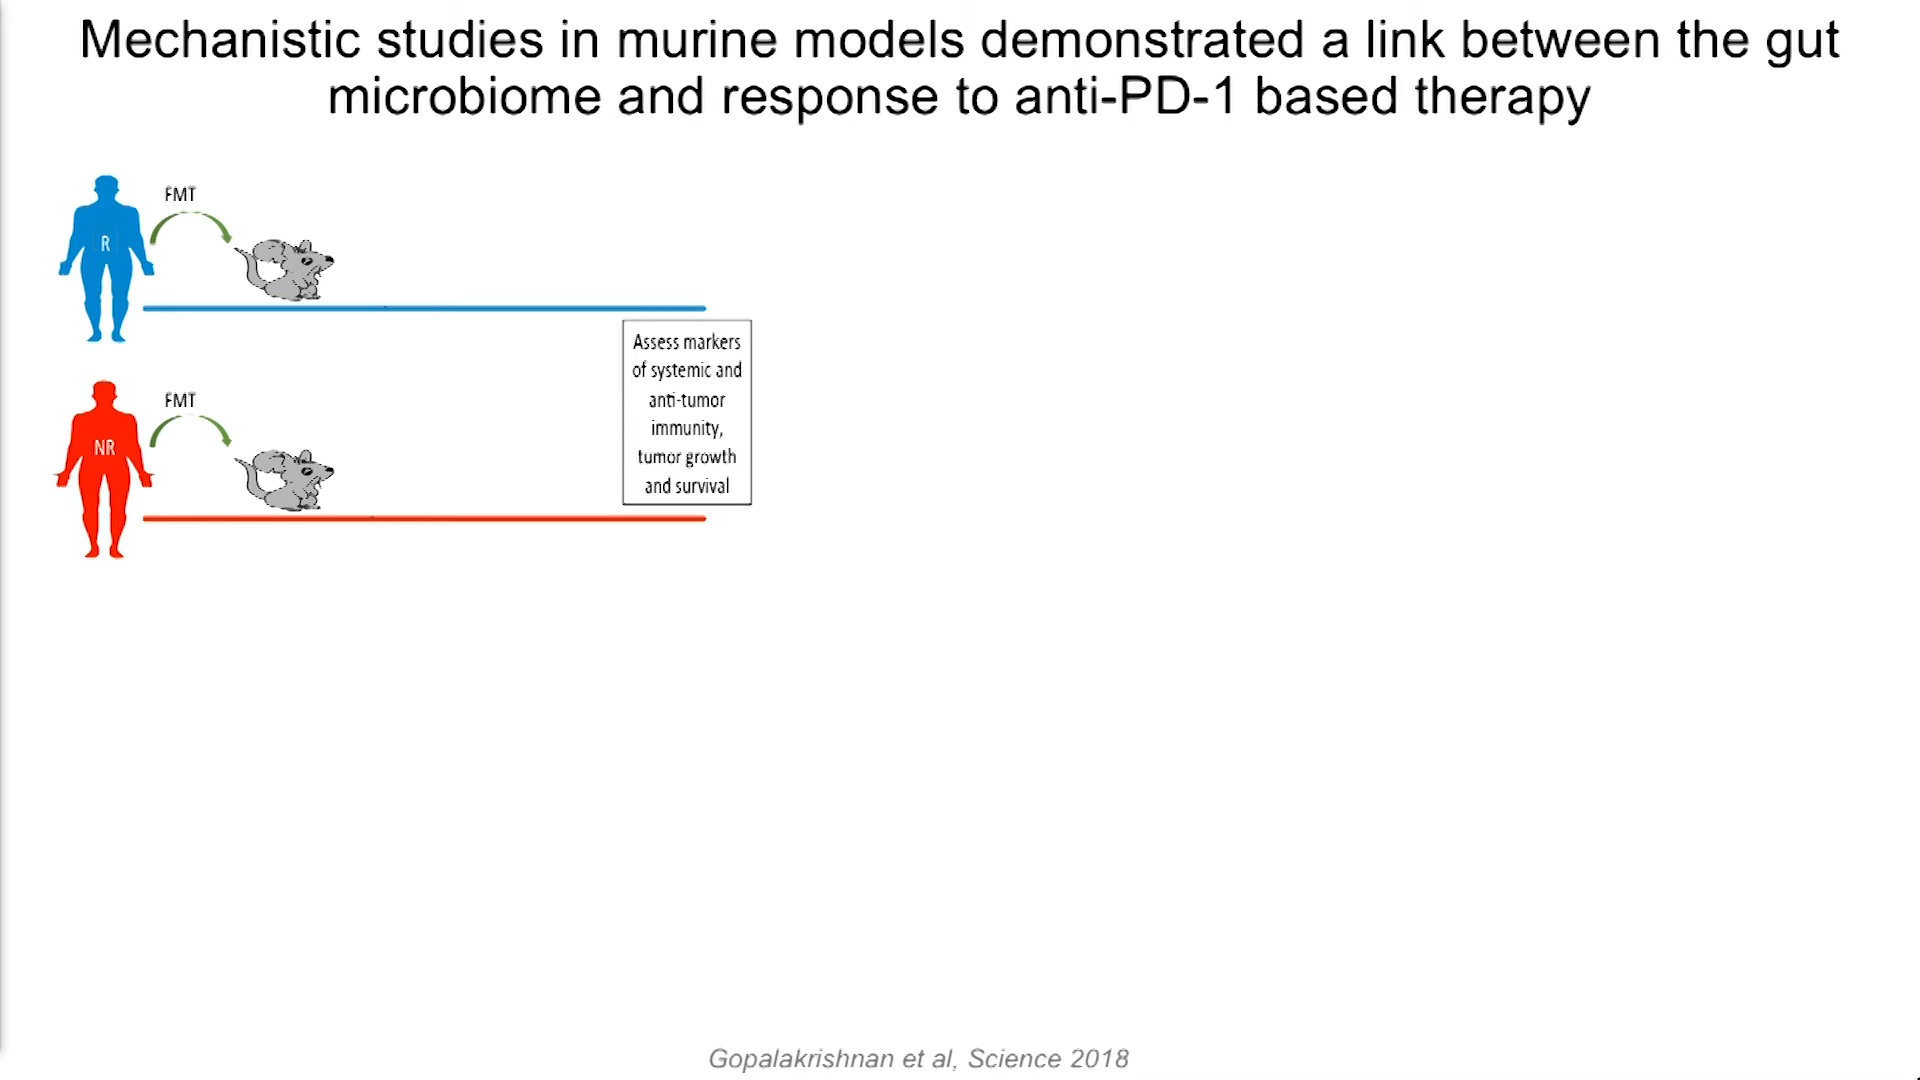 Mechanistic studies in murine models demonstrated a link between the gut
microbiome and response to anti-PD-1 based therapy
FMT
R
Assess markers
of systemic and
anti-tumor
immunity,
tumor growth
and survival
FMT
NR
Gopalakrishnan et al, Science 2018